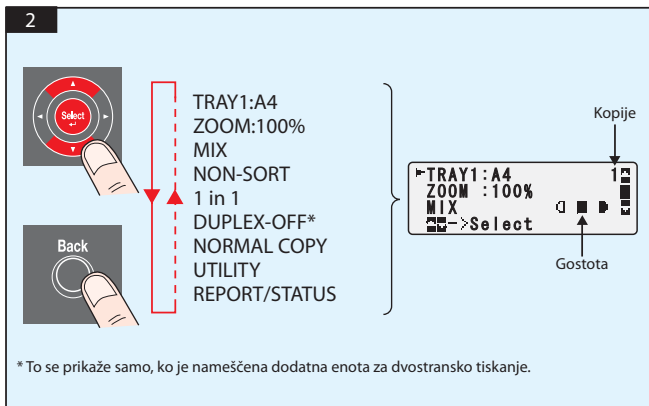 2
Select
Back
TRAY1:A4
ZOOM:100%
MIX
NON-SORT
1 in 1
DUPLEX-OFF*
NORMAL COPY
UTILITY
REPORT/STATUS
Kopije
TRAY1:A4 1
ZOOM :100%
MIX
->Select
Gostota
* To se prikaže samo, ko je nameščena dodatna enota za dvostransko tiskanje.